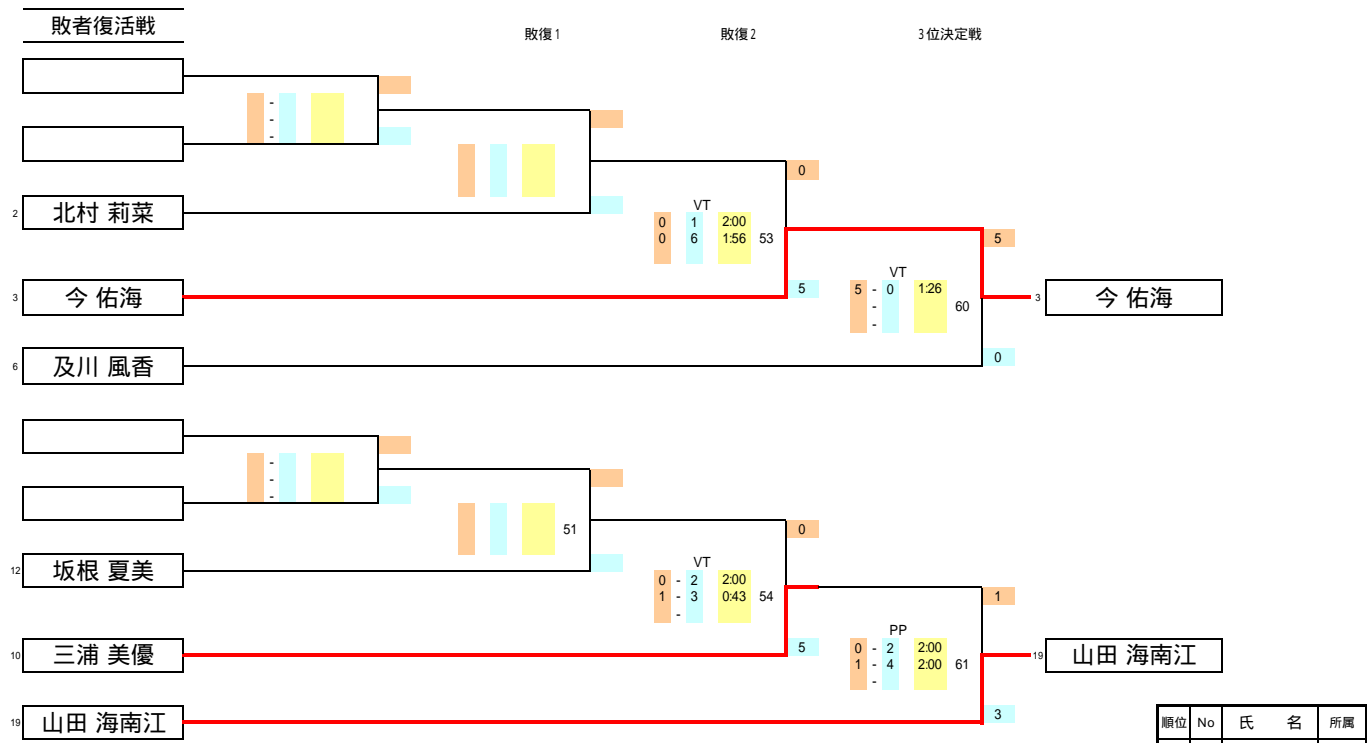 敗者復活戦
敗復1 敗復2 3位決定戦
-
-
-
0
2 北村 莉菜
VT
0 1 2:00
0 6 1:56 53
5
3 今 佑海
5
VT
5 - 0 1:26
- 60
-
3 今 佑海
0
6 及川 風香
-
-
-
51
0
12 坂根 夏美
VT
0 - 2 2:00
1 - 3 0:43 54
-
1
5
10 三浦 美優
PP
0 - 2 2:00
1 - 4 2:00 61
-
19 山田 海南江
3
19 山田 海南江
順位 No 氏 名 所属